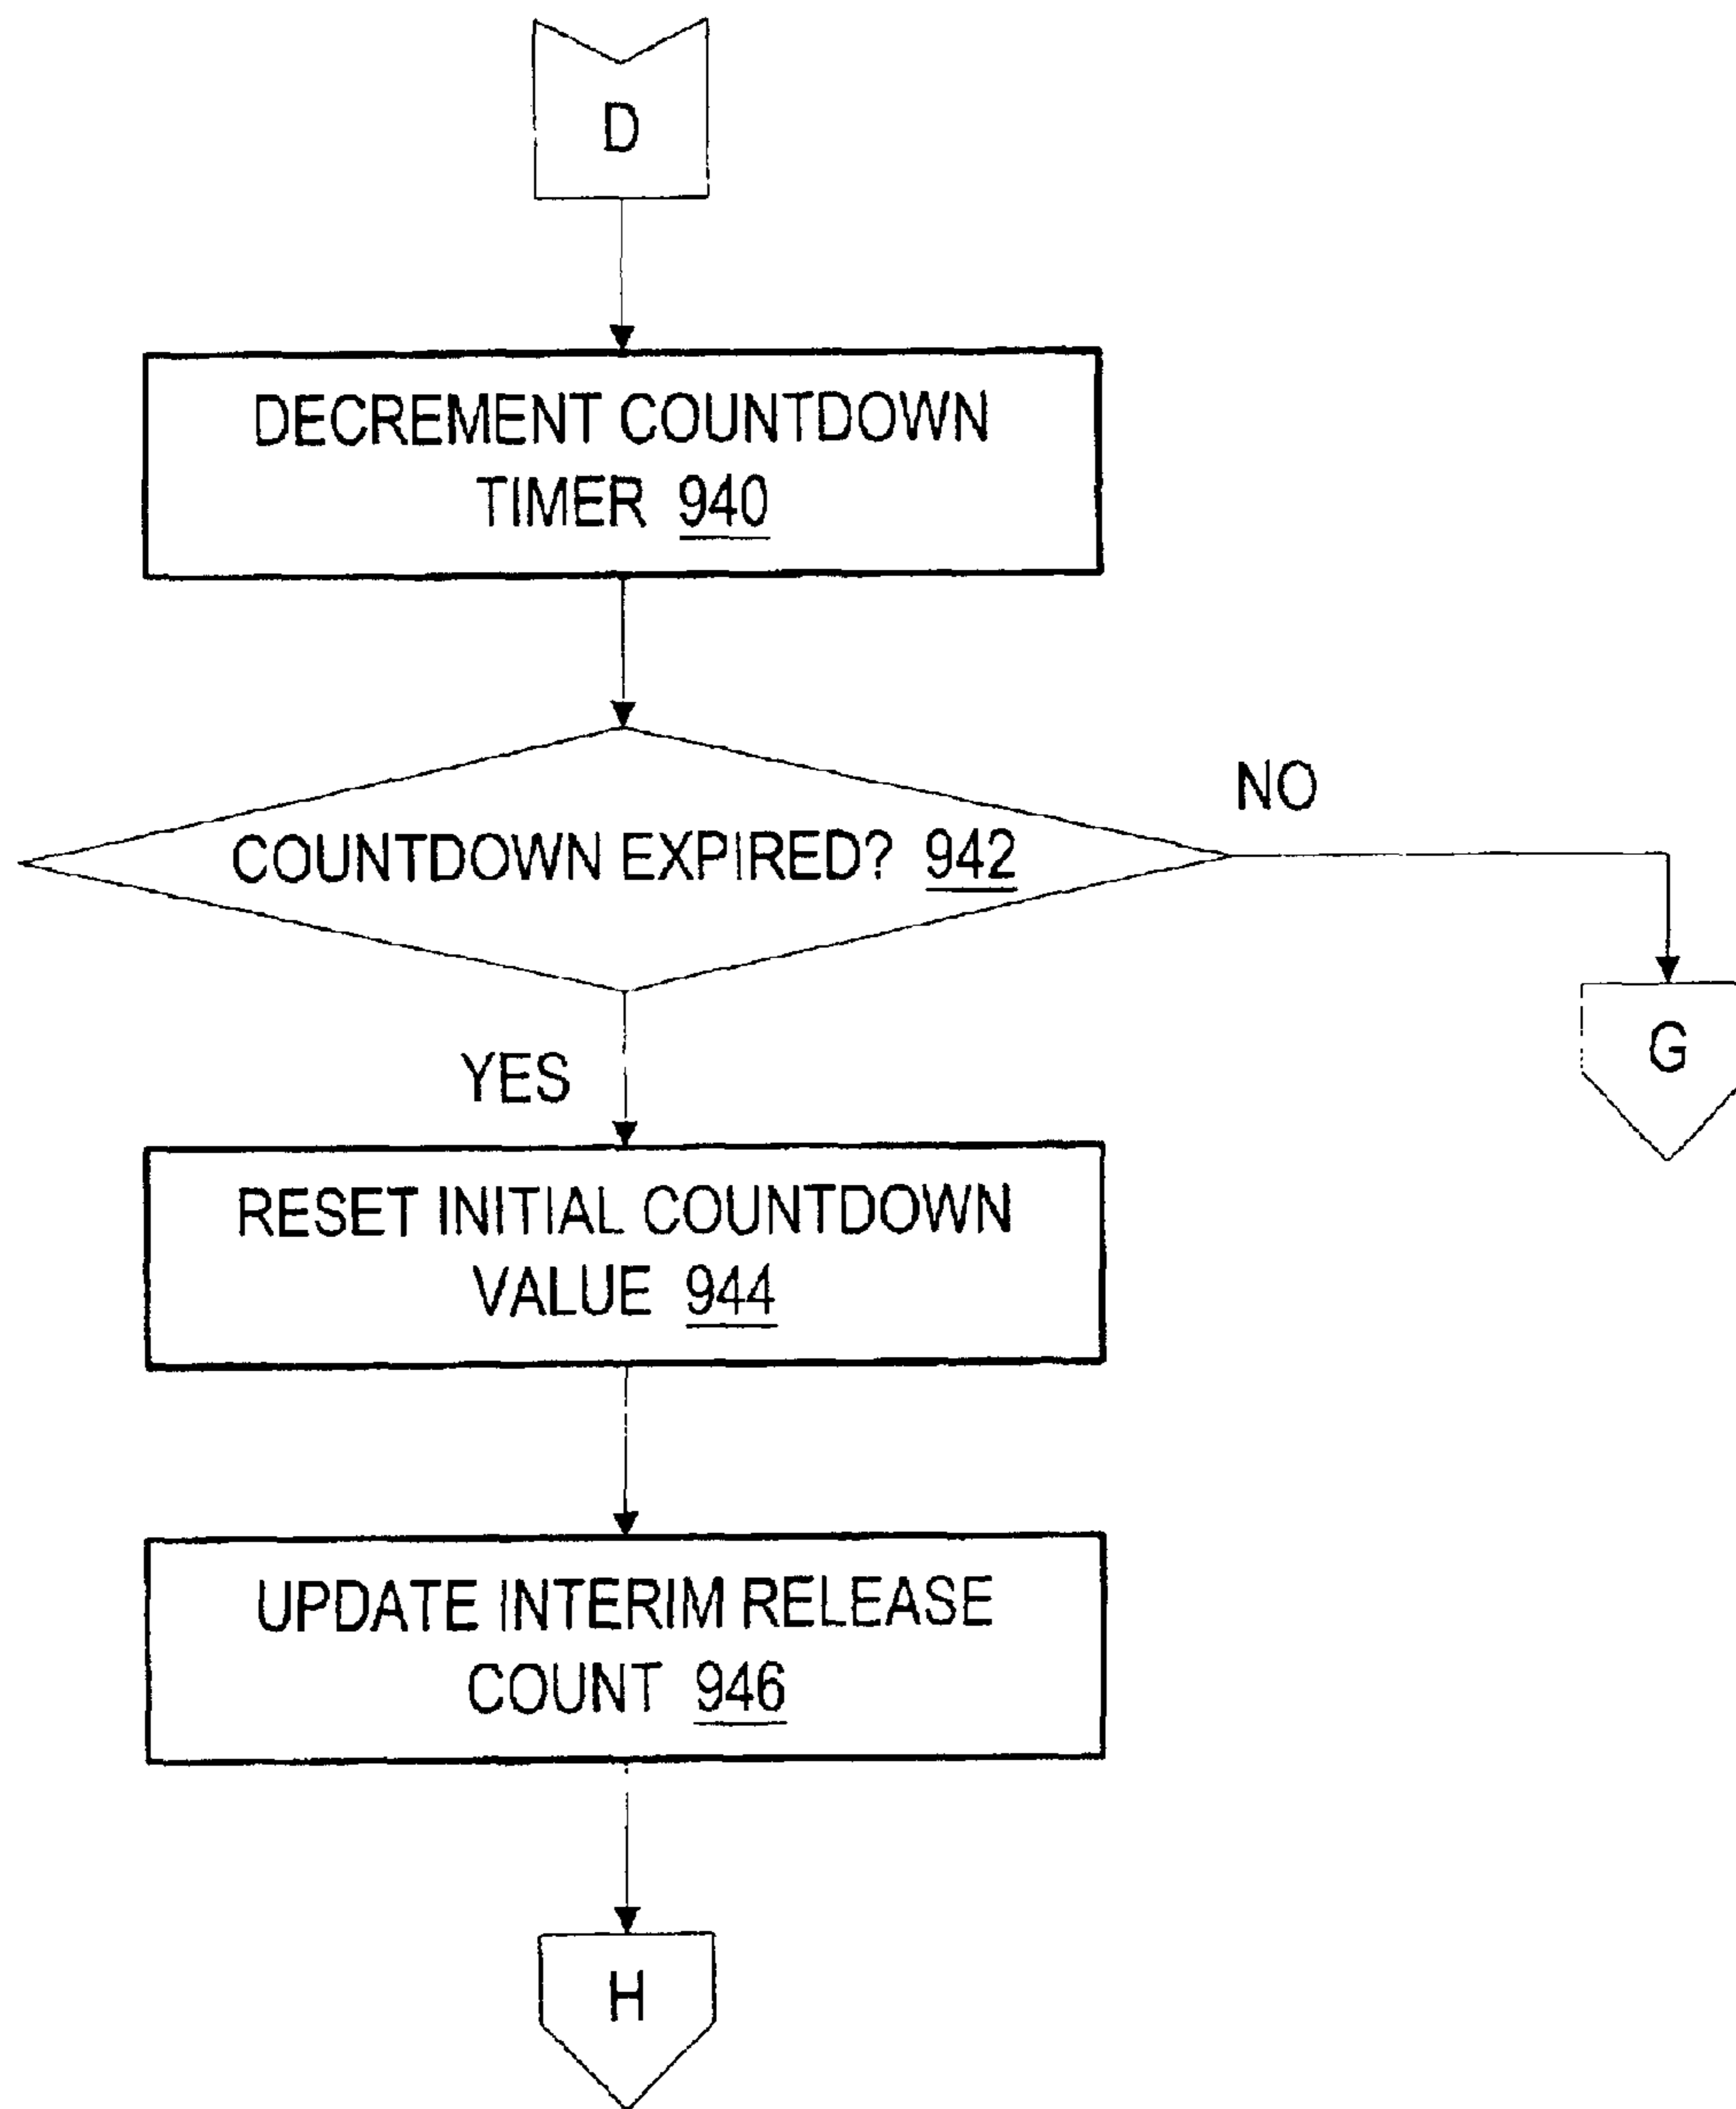 D
DECREMENT COUNTDOWN
TIMER 940
NO
COUNTDOWN EXPIRED? 942
G
YES
RESET INITIAL COUNTDOWN
VALUE 944
UPDATE INTERIM RELEASE
COUNT 946
H